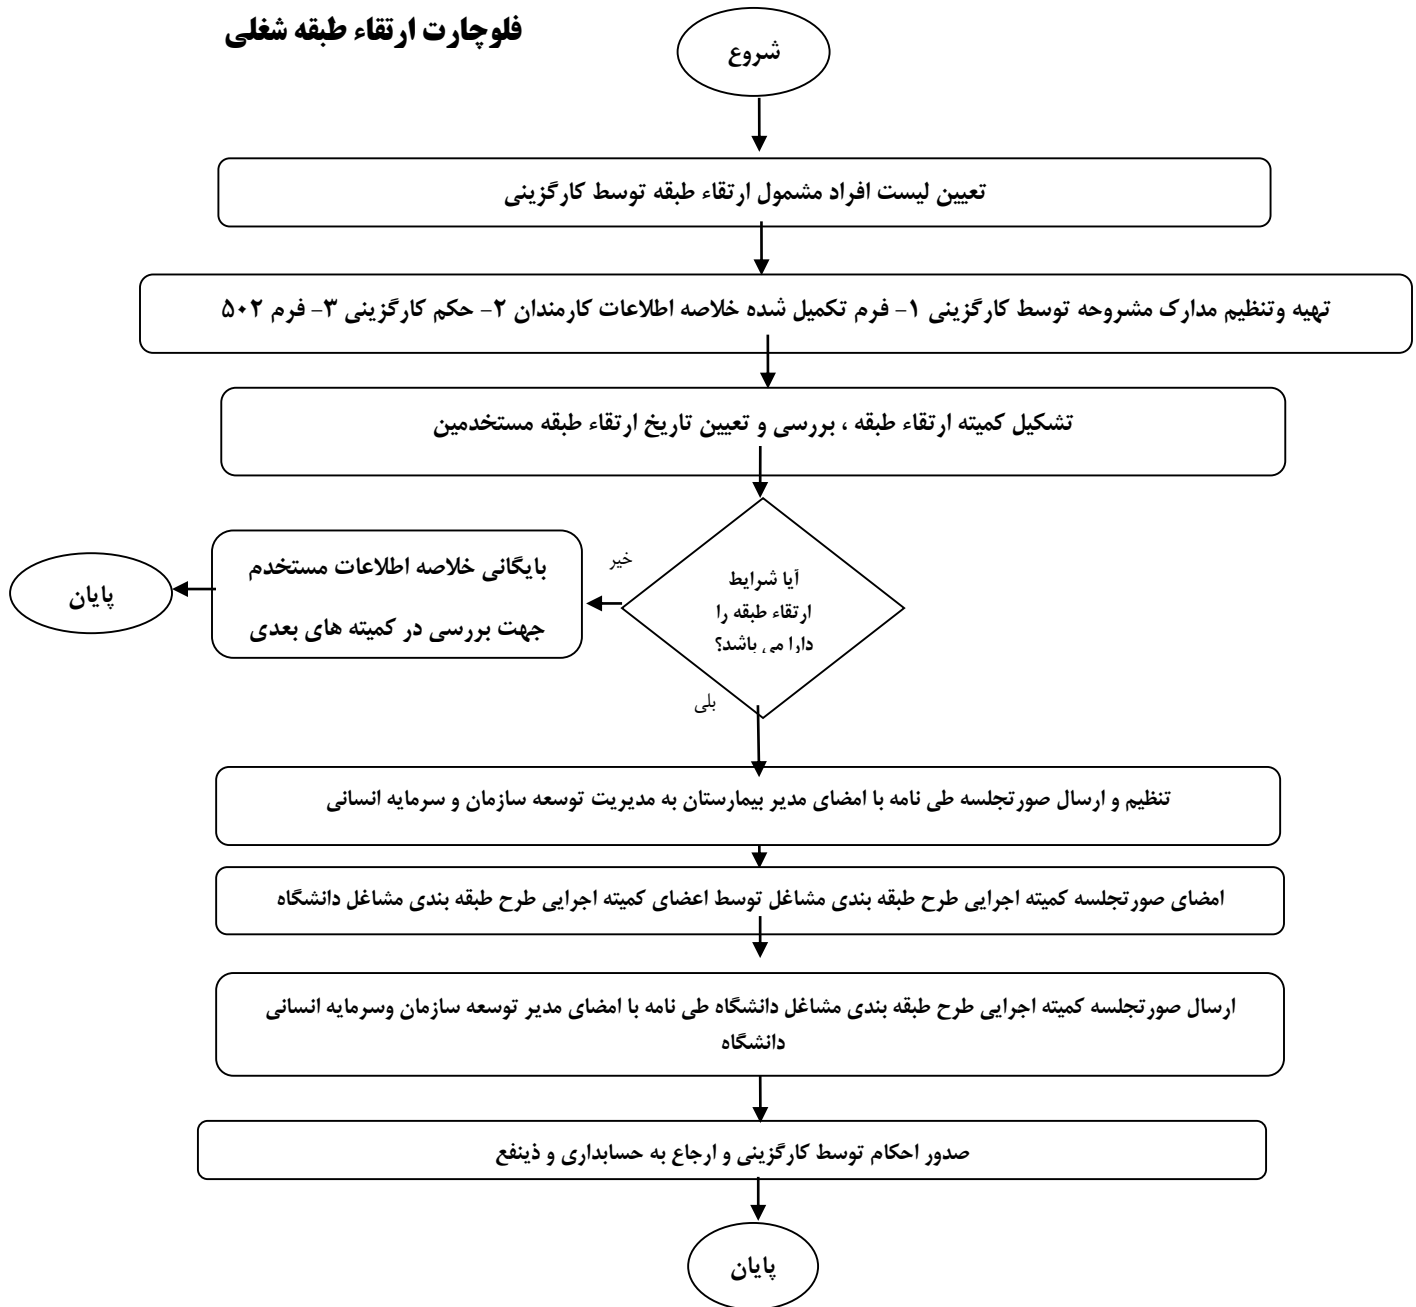 فلوچارت ارتقاء طبقه شغلی
شروع
تعیین لیست افراد مشمول ارتقاء طبقه توسط کارگزینی
تهیه وتنظیم مدارک مشروحه توسط کارگزینی ۱- فرم تکمیل شده خلاصه اطلاعات کارمندان ۲- حکم کارگزینی ۳- فرم ۵۰۲
تشکیل کمیته ارتقاء طبقه ، بررسی و تعیین تاریخ ارتقاء طبقه مستخدمین
آیا شرایط
ارتقاء طبقه را
دارا می باشد؟
خیر
بایگانی خلاصه اطلاعات مستخدم
جهت بررسی در کمیته های بعدی
پایان
بلی
تنظیم و ارسال صورتجلسه طی نامه با امضای مدیر بیمارستان به مدیریت توسعه سازمان و سرمایه انسانی
امضای صورتجلسه کمیته اجرایی طرح طبقه بندی مشاغل توسط اعضای کمیته اجرایی طرح طبقه بندی مشاغل دانشگاه
ارسال صورتجلسه کمیته اجرایی طرح طبقه بندی مشاغل دانشگاه طی نامه با امضای مدیر توسعه سازمان وسرمایه انسانی
دانشگاه
صدور احکام توسط کارگزینی و ارجاع به حسابداری و ذینفع
پایان